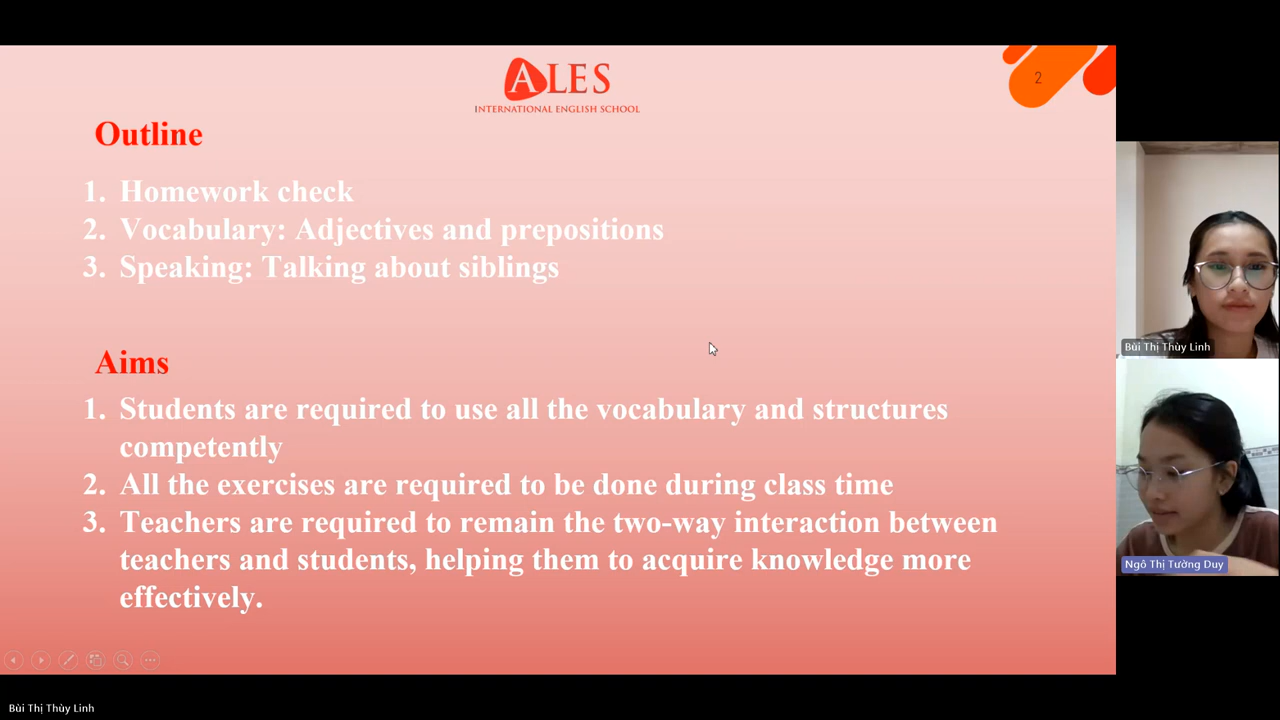 ALES
INTERNATIONAL ENGLISH SCHOOL
2
Outline
1. Homework check
2. Vocabulary: Adjectives and prepositions
3. Speaking: Talking about siblings
Aims
1. Students are required to use all the vocabulary and structures
competently
2. All the exercises are required to be done during class time
3. Teachers are required to remain the two-way interaction between
teachers and students, helping them to acquire knowledge more
effectively.
Bùi Thị Thùy Linh
Ngô Thị Tường Duy
Bùi Thị Thùy Linh